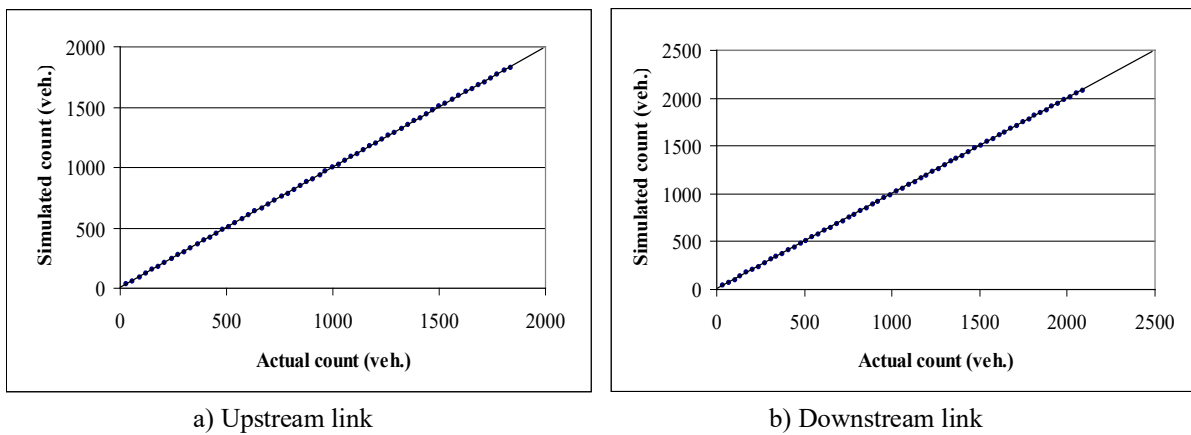 2000
1500
1000
500
0
Simulated count (veh.)
0 500 1000 1500 2000
Actual count (veh.)
a) Upstream link
2500
2000
1500
1000
500
0
Simulated count (veh.)
0 500 1000 1500 2000 2500
Actual count (veh.)
b) Downstream link